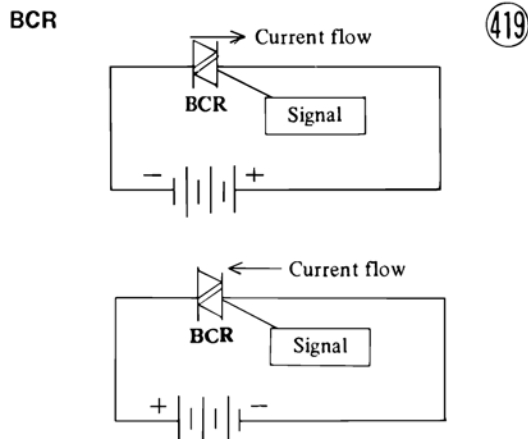 BCR
419
Current flow
BCR
Signal
− +
Current flow
BCR
Signal
+ −